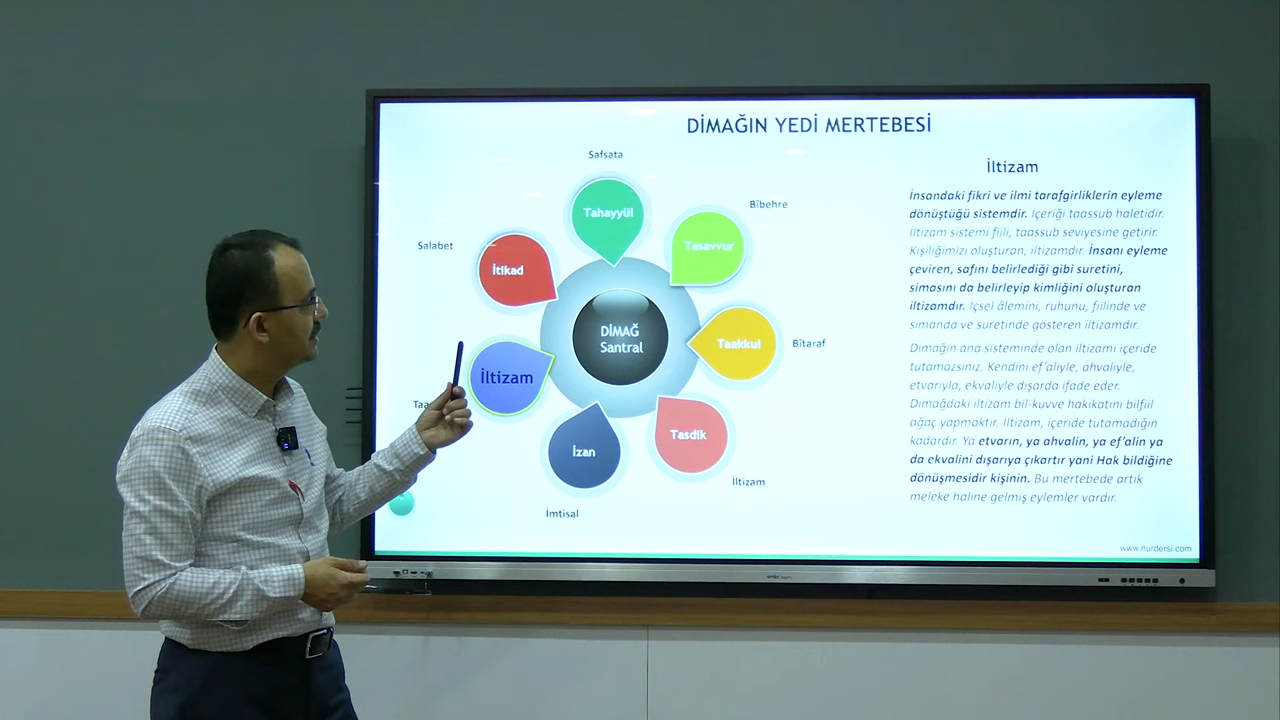 DİMAĞIN YEDİ MERTEBESİ
Safsata
Tahayyül
Bîbehre
Tasavvur
Salabet
İtikad
DİMAĞ
Santral
Taakkul
Bîtaraf
İltizam
Taa
Tasdik
İltizam
İzan
İmtisal
İltizam
İnsandaki fikri ve ilmi tarafgirliklerin eyleme
dönüştüğü sistemdir. İçeriği taassub haletidir.
İltizam sistemi fiili, taassub seviyesine getirir.
Kişiliğimizi oluşturan, iltizamdır. İnsanı eyleme
çeviren, safını belirlediği gibi suretini,
simasını da belirleyip kimliğini oluşturan
iltizamdır. İçsel âlemini, ruhunu, fiilinde ve
simanda ve suretinde gösteren iltizamdır.
Dimağın ana sisteminde olan iltizamı içeride
tutamazsınız. Kendini ef'aliyle, ahvaliyle,
etvarıyla, ekvaliyle dışarda ifade eder.
Dimağdaki iltizam bil-kuvve hakikatını bilfiil
ağaç yapmaktır. İltizam, içeride tutamadığın
kadardır. Ya etvarın, ya ahvalin, ya ef'alin ya
da ekvalini dışarıya çıkartır yani Hak bildiğine
dönüşmesidir kişinin. Bu mertebede artık
meleke haline gelmiş eylemler vardır.
www.nurdersi.com